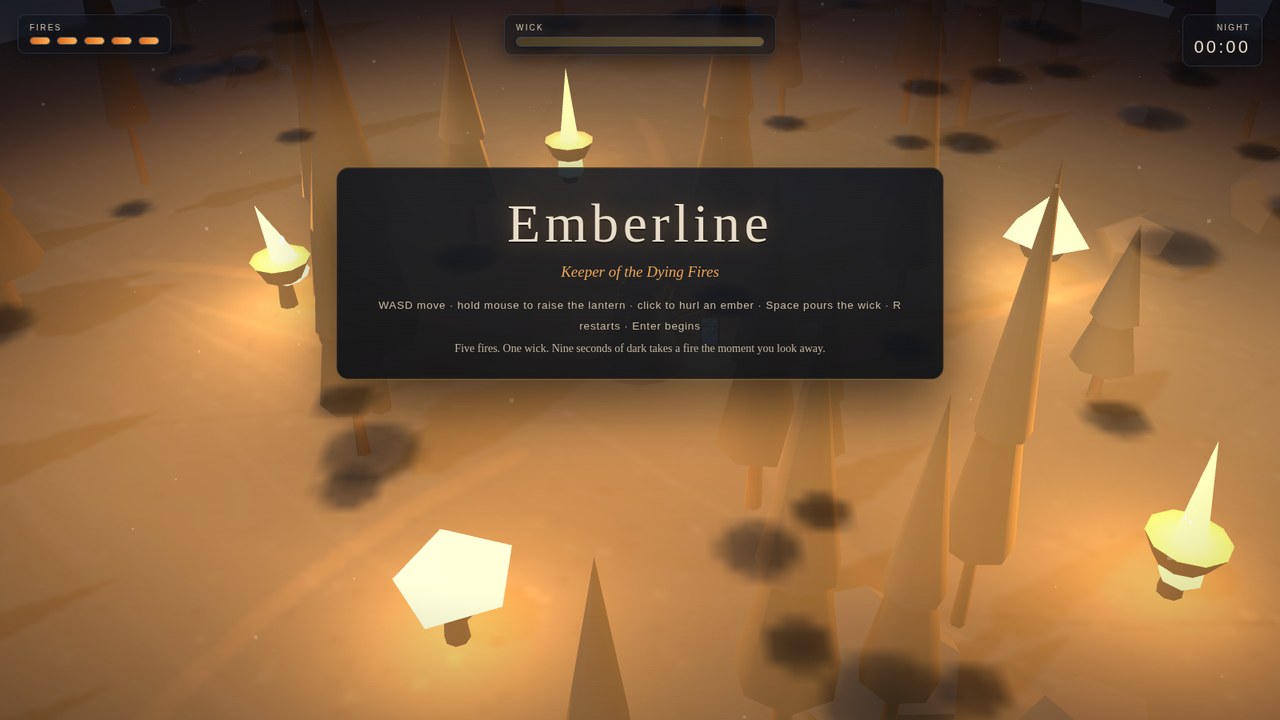 FIRES
WICK
NIGHT
00:00
Emberline
Keeper of the Dying Fires
WASD move · hold mouse to raise the lantern · click to hurl an ember · Space pours the wick · R
restarts · Enter begins
Five fires. One wick. Nine seconds of dark takes a fire the moment you look away.